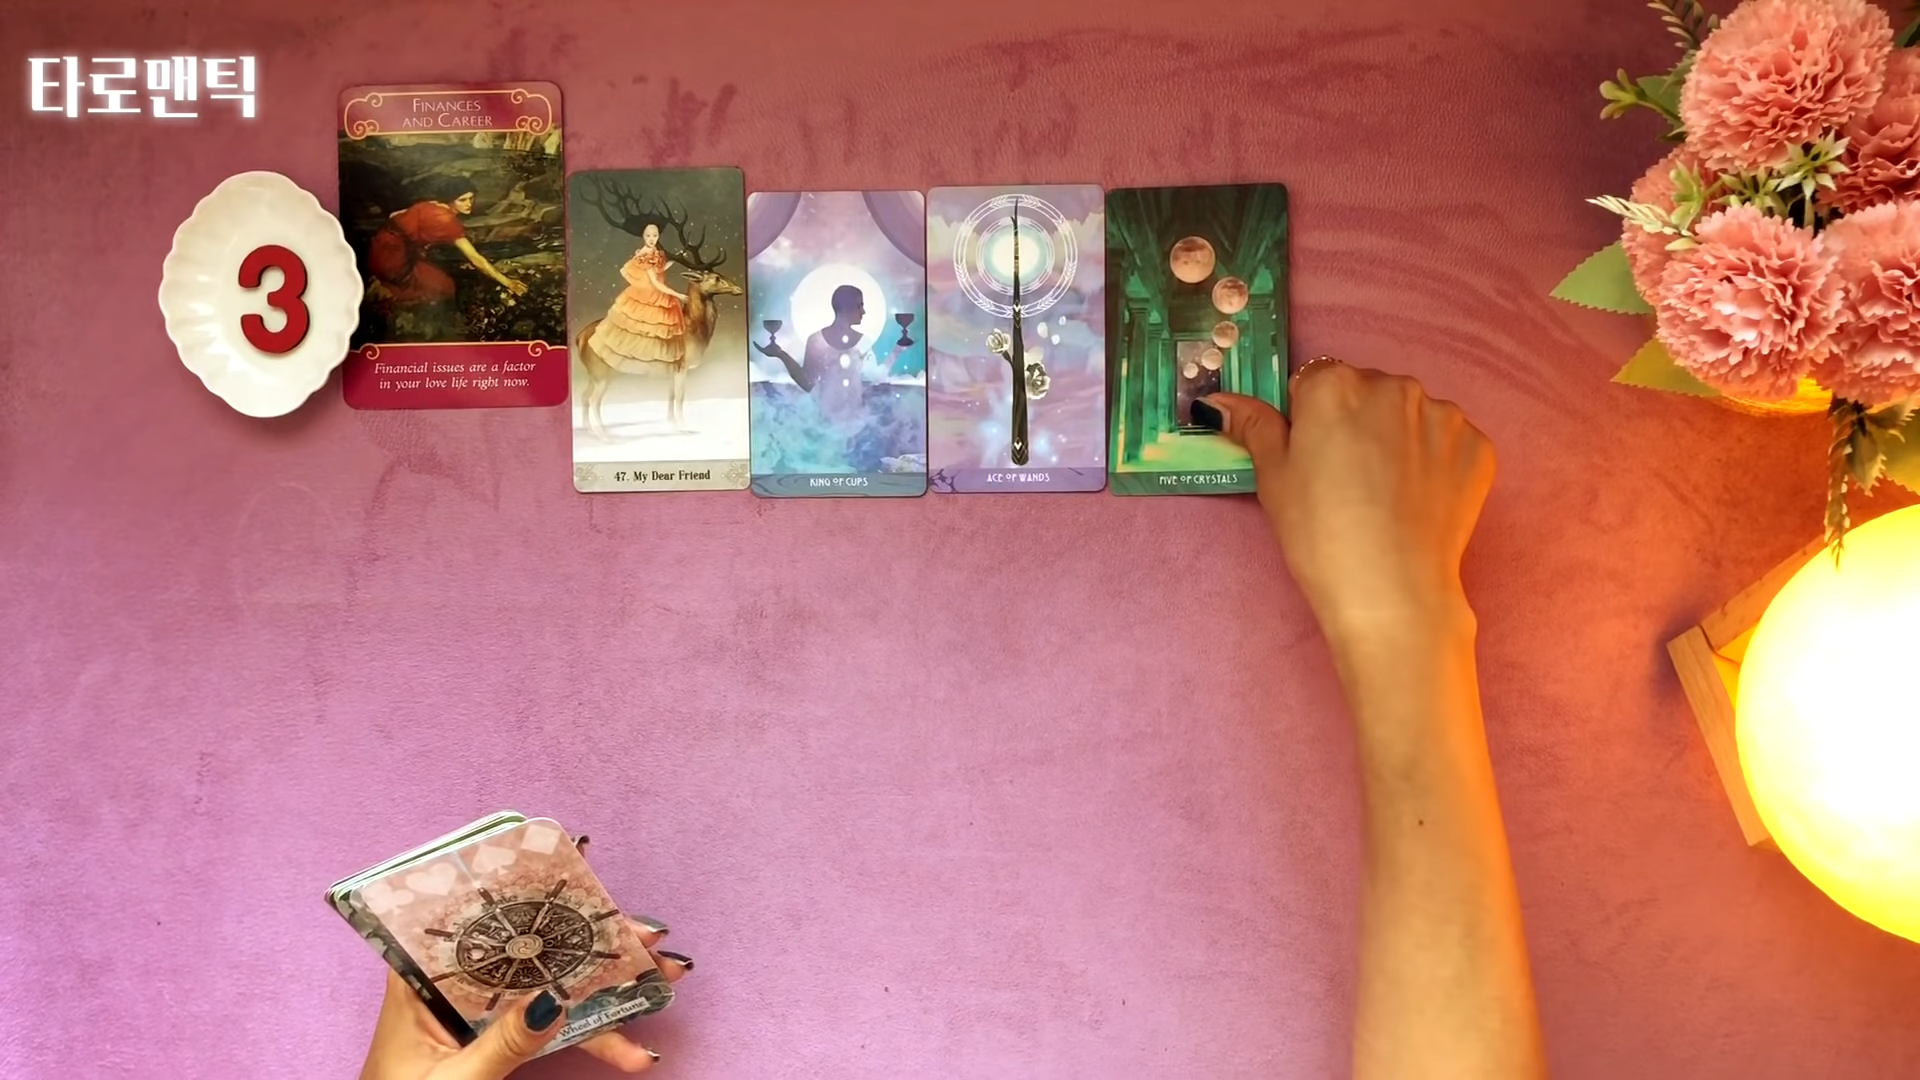 타로맨틱
FINANCES
AND CAREER
Financial issues are a factor
in your love life right now.
3
47. My Dear Friend
KING OF CUPS
ACE OF WANDS
FIVE OF CRYSTALS
Wheel of Fortune